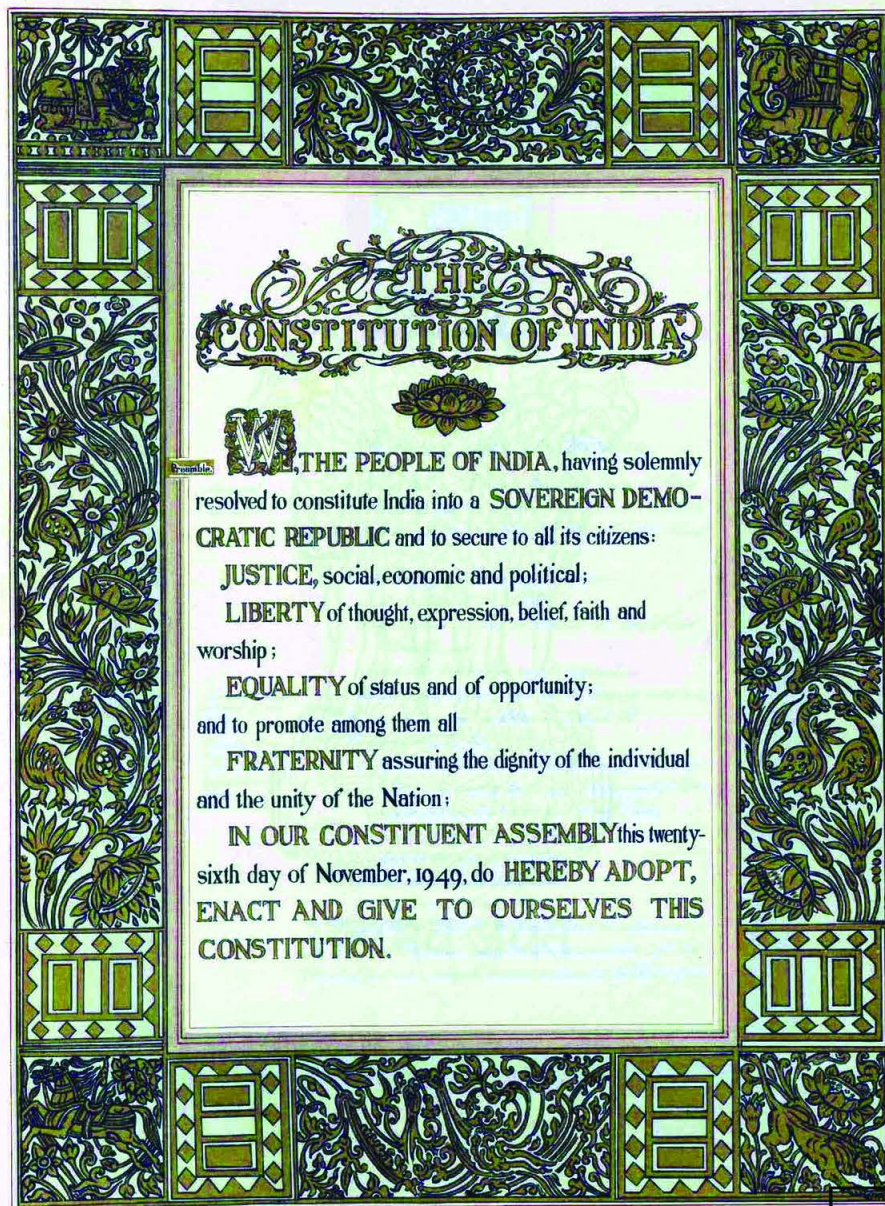 THE
CONSTITUTION OF INDIA
Preamble.
WE, THE PEOPLE OF INDIA, having solemnly
resolved to constitute India into a SOVEREIGN DEMO-
CRATIC REPUBLIC and to secure to all its citizens:
JUSTICE, social, economic and political;
LIBERTY of thought, expression, belief, faith and
worship;
EQUALITY of status and of opportunity;
and to promote among them all
FRATERNITY assuring the dignity of the individual
and the unity of the Nation;
IN OUR CONSTITUENT ASSEMBLY this twenty-
sixth day of November, 1949, do HEREBY ADOPT,
ENACT AND GIVE TO OURSELVES THIS
CONSTITUTION.